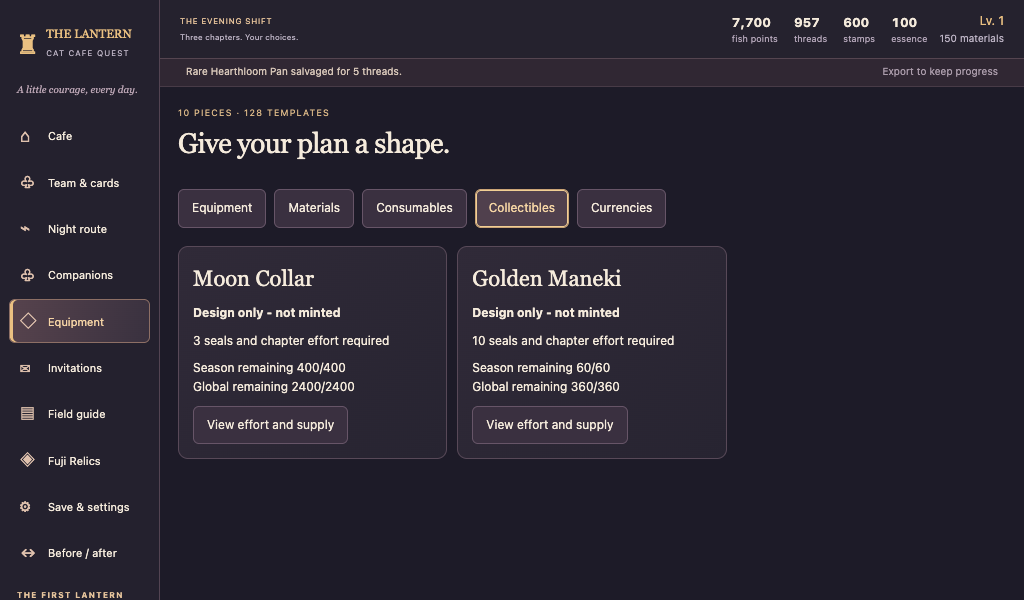 THE LANTERN
CAT CAFE QUEST
A little courage, every day.
Cafe
Team & cards
Night route
Companions
Equipment
Invitations
Field guide
Fuji Relics
Save & settings
Before / after
THE FIRST LANTERN
THE EVENING SHIFT
Three chapters. Your choices.
7,700
fish points
957
threads
600
stamps
100
essence
Lv. 1
150 materials
Rare Hearthloom Pan salvaged for 5 threads.
Export to keep progress
10 PIECES · 128 TEMPLATES
Give your plan a shape.
Equipment
Materials
Consumables
Collectibles
Currencies
Moon Collar
Design only - not minted
3 seals and chapter effort required
Season remaining 400/400
Global remaining 2400/2400
View effort and supply
Golden Maneki
Design only - not minted
10 seals and chapter effort required
Season remaining 60/60
Global remaining 360/360
View effort and supply